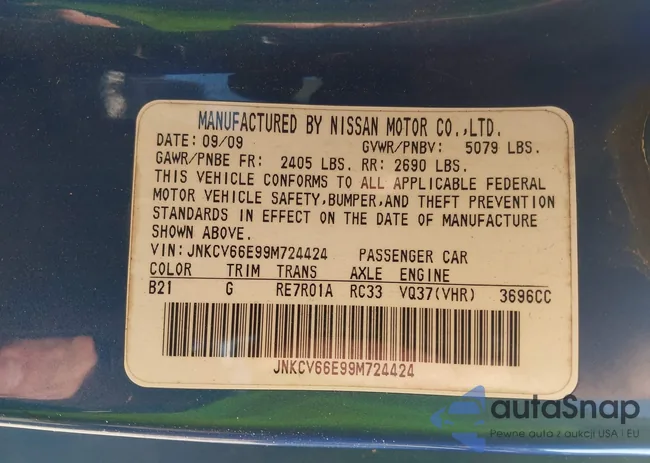 MANUFACTURED BY NISSAN MOTOR CO.,LTD.
DATE: 09/09 GVWR/PNBV: 5079 LBS.
GAWR/PNBE FR: 2405 LBS. RR: 2690 LBS.
THIS VEHICLE CONFORMS TO ALL APPLICABLE FEDERAL
MOTOR VEHICLE SAFETY,BUMPER,AND THEFT PREVENTION
STANDARDS IN EFFECT ON THE DATE OF MANUFACTURE
SHOWN ABOVE.
VIN: JNKCV66E99M724424 PASSENGER CAR
COLOR TRIM TRANS AXLE ENGINE
B21 G RE7R01A RC33 VQ37(VHR) 3696CC
JNKCV66E99M724424
autaSnap
Pewne auta z aukcji USA i EU